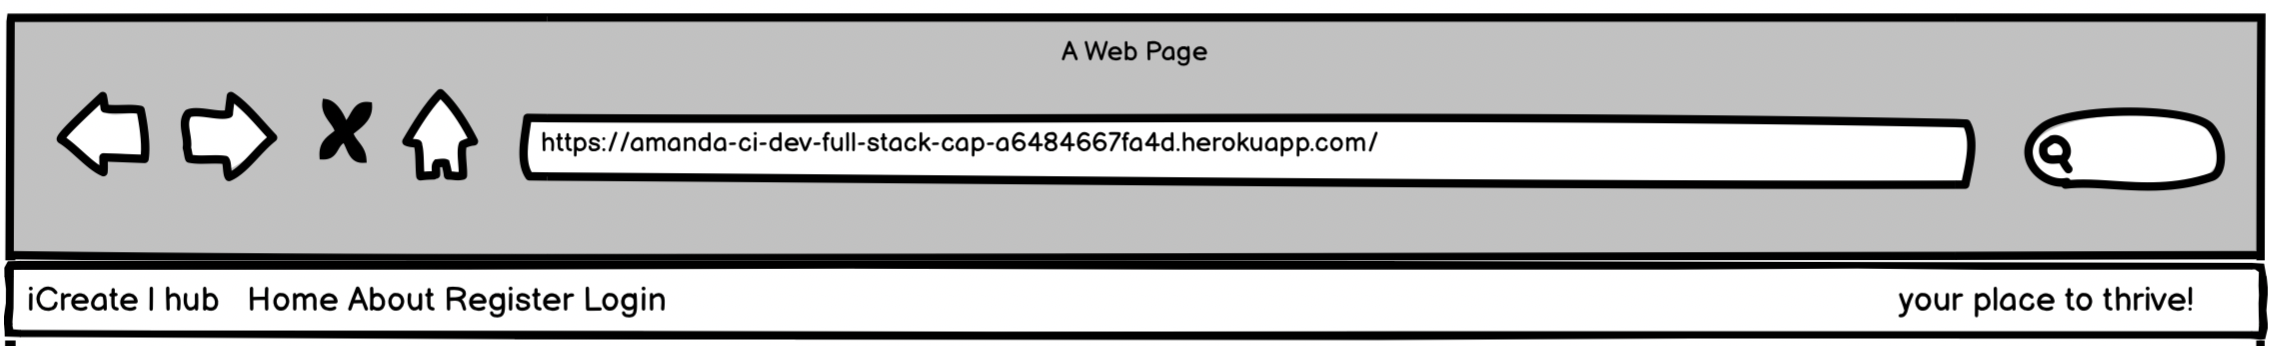 A Web Page
https://amanda-ci-dev-full-stack-cap-a6484667fa4d.herokuapp.com/
iCreate | hub Home About Register Login your place to thrive!